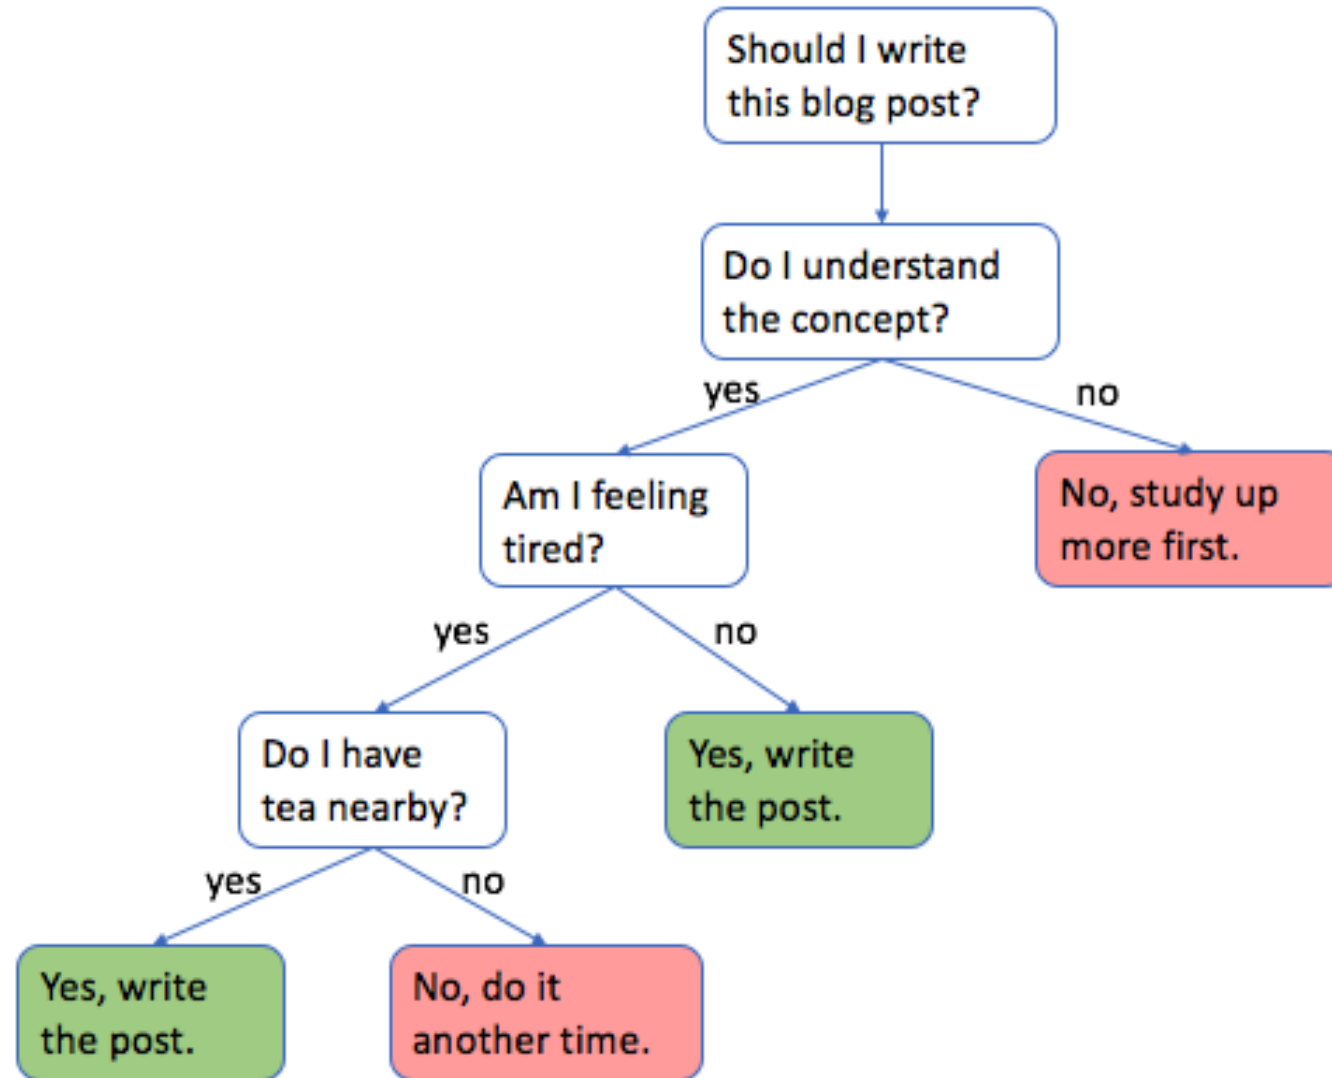 Should I write
this blog post?
Do I understand
the concept?
yes
no
Am I feeling
tired?
No, study up
more first.
yes
no
Do I have
tea nearby?
Yes, write
the post.
yes
no
Yes, write
the post.
No, do it
another time.